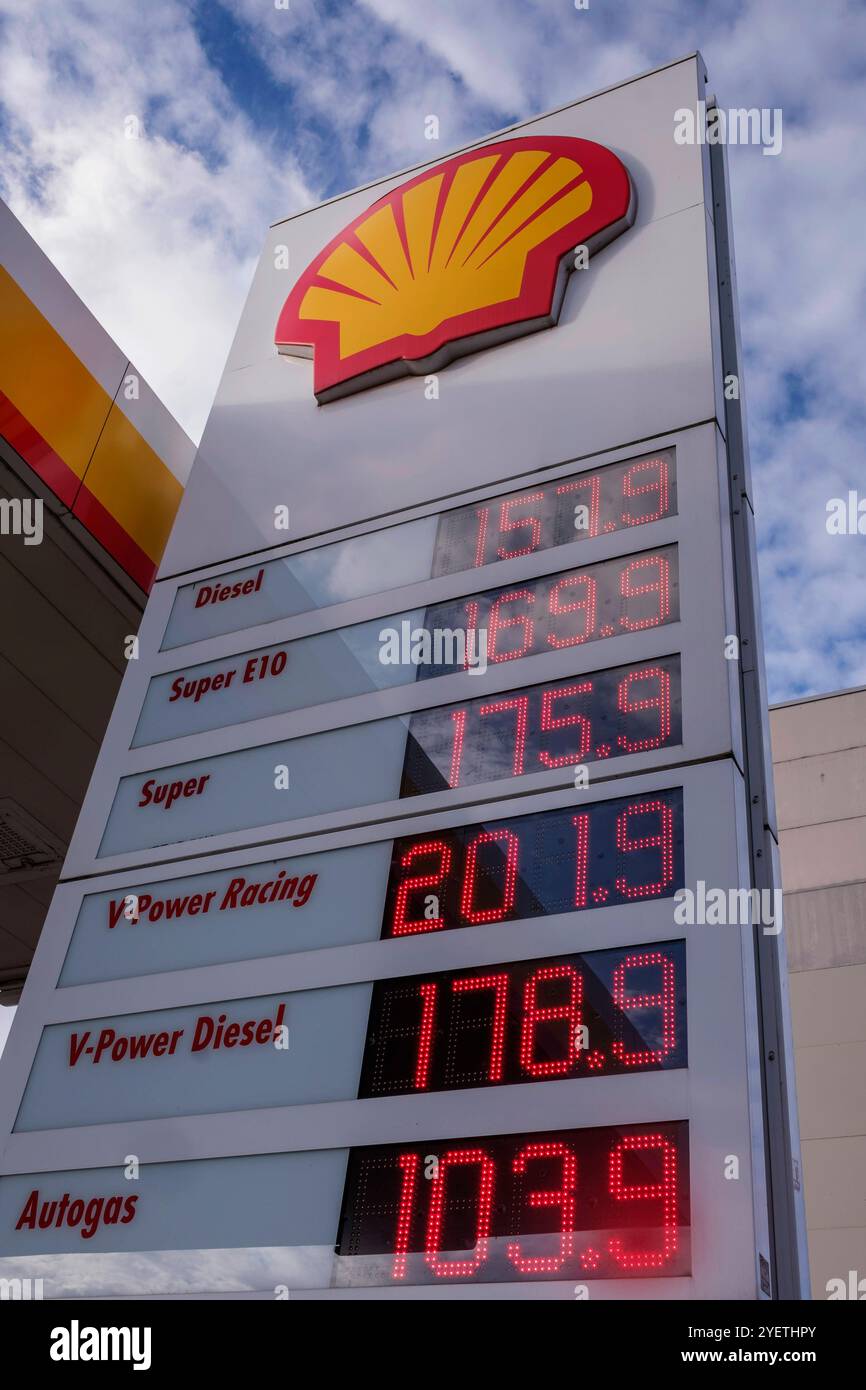 Diesel 157.9
Super E10 169.9
Super 175.9
V-Power Racing 201.9
V-Power Diesel 178.9
Autogas 103.9
alamy
alamy
Image ID: 2YETHPY
www.alamy.com